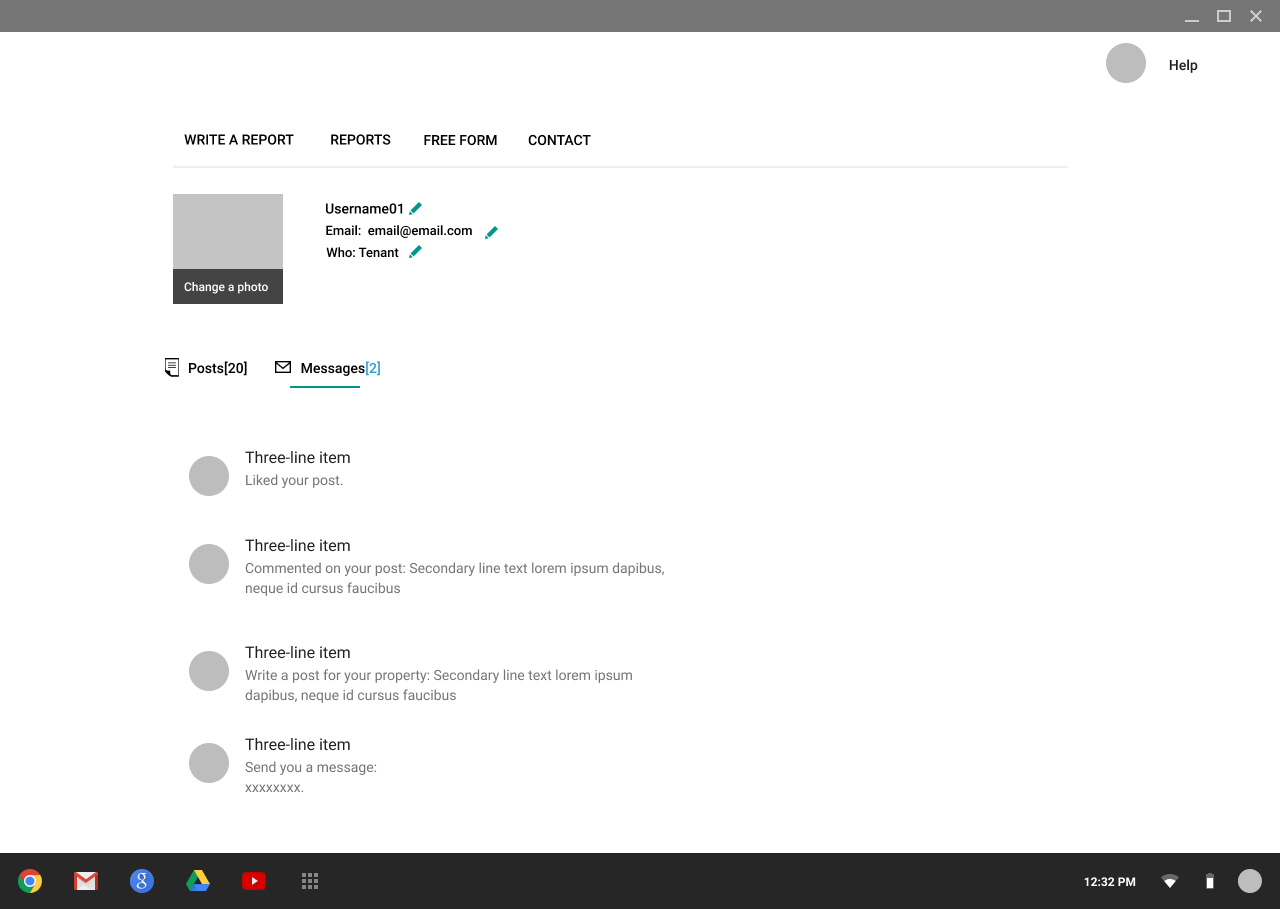 Help
WRITE A REPORT REPORTS FREE FORM CONTACT
Username01
Email: email@email.com
Who: Tenant
Change a photo
Posts[20] Messages[2]
Three-line item
Liked your post.
Three-line item
Commented on your post: Secondary line text lorem ipsum dapibus,
neque id cursus faucibus
Three-line item
Write a post for your property: Secondary line text lorem ipsum
dapibus, neque id cursus faucibus
Three-line item
Send you a message:
xxxxxxxx.
8
12:32 PM